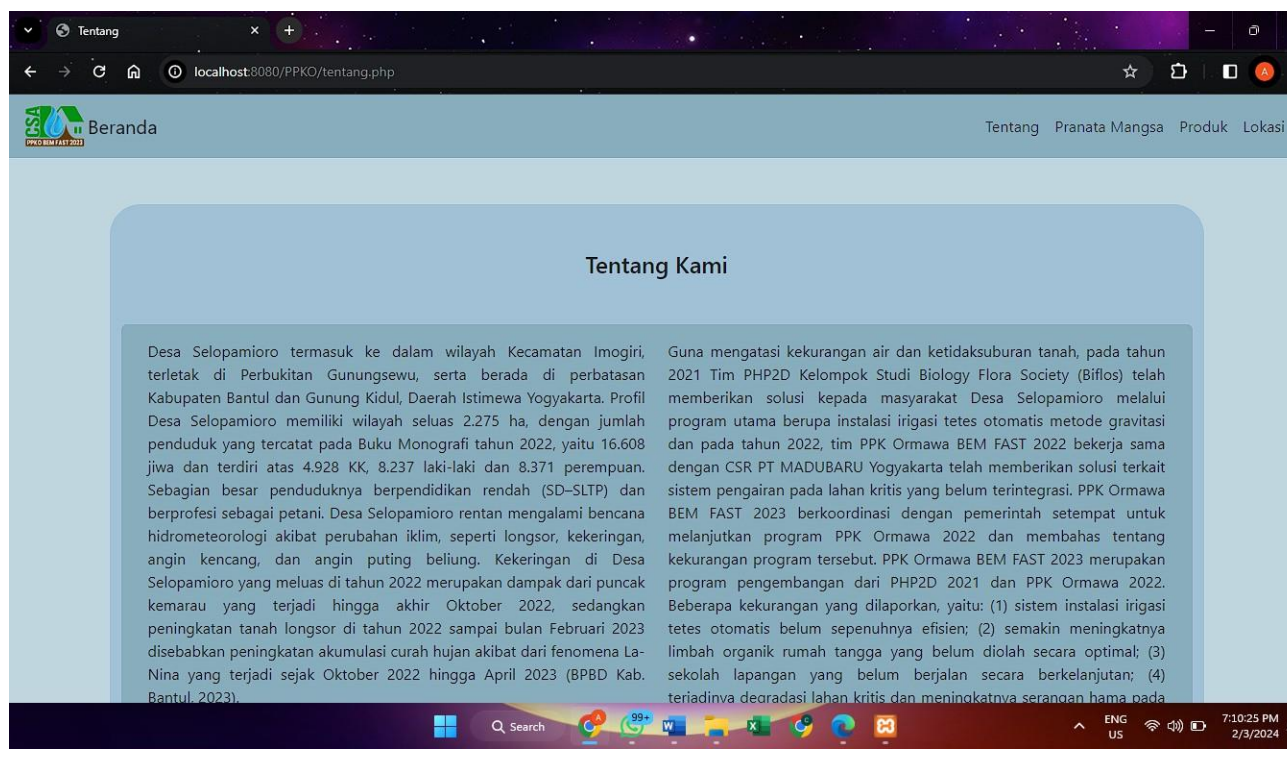 Tentang
localhost:8080/PPKO/tentang.php
A
CSA
PPKO BEM FAST 2023
Beranda
Tentang Pranata Mangsa Produk Lokasi
Tentang Kami
Desa Selopamioro termasuk ke dalam wilayah Kecamatan Imogiri,
terletak di Perbukitan Gunungsewu, serta berada di perbatasan
Kabupaten Bantul dan Gunung Kidul, Daerah Istimewa Yogyakarta. Profil
Desa Selopamioro memiliki wilayah seluas 2.275 ha, dengan jumlah
penduduk yang tercatat pada Buku Monografi tahun 2022, yaitu 16.608
jiwa dan terdiri atas 4.928 KK, 8.237 laki-laki dan 8.371 perempuan.
Sebagian besar penduduknya berpendidikan rendah (SD–SLTP) dan
berprofesi sebagai petani. Desa Selopamioro rentan mengalami bencana
hidrometeorologi akibat perubahan iklim, seperti longsor, kekeringan,
angin kencang, dan angin puting beliung. Kekeringan di Desa
Selopamioro yang meluas di tahun 2022 merupakan dampak dari puncak
kemarau yang terjadi hingga akhir Oktober 2022, sedangkan
peningkatan tanah longsor di tahun 2022 sampai bulan Februari 2023
disebabkan peningkatan akumulasi curah hujan akibat dari fenomena La-
Nina yang terjadi sejak Oktober 2022 hingga April 2023 (BPBD Kab.
Bantul, 2023).
Guna mengatasi kekurangan air dan ketidaksuburan tanah, pada tahun
2021 Tim PHP2D Kelompok Studi Biology Flora Society (Biflos) telah
memberikan solusi kepada masyarakat Desa Selopamioro melalui
program utama berupa instalasi irigasi tetes otomatis metode gravitasi
dan pada tahun 2022, tim PPK Ormawa BEM FAST 2022 bekerja sama
dengan CSR PT MADUBARU Yogyakarta telah memberikan solusi terkait
sistem pengairan pada lahan kritis yang belum terintegrasi. PPK Ormawa
BEM FAST 2023 berkoordinasi dengan pemerintah setempat untuk
melanjutkan program PPK Ormawa 2022 dan membahas tentang
kekurangan program tersebut. PPK Ormawa BEM FAST 2023 merupakan
program pengembangan dari PHP2D 2021 dan PPK Ormawa 2022.
Beberapa kekurangan yang dilaporkan, yaitu: (1) sistem instalasi irigasi
tetes otomatis belum sepenuhnya efisien; (2) semakin meningkatnya
limbah organik rumah tangga yang belum diolah secara optimal; (3)
sekolah lapangan yang belum berjalan secara berkelanjutan; (4)
terjadinya degradasi lahan kritis dan meningkatnya serangan hama pada
Search
99+
ENG
US
7:10:25 PM
2/3/2024